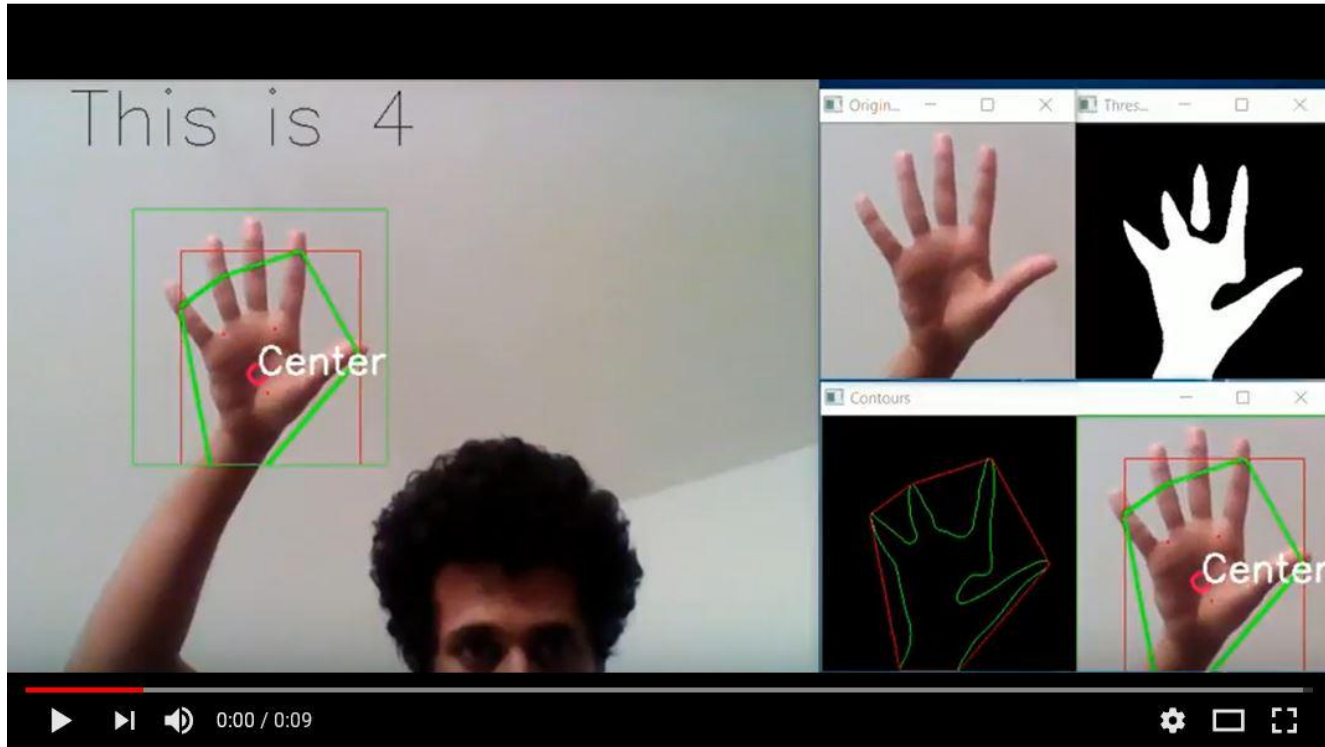 This is 4
Center
Origin...
Thres...
Contours
Center
0:00 / 0:09